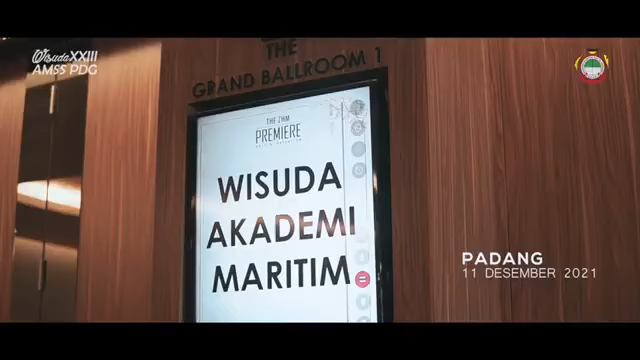 Wisuda XXIII
AMSS PDG
THE
GRAND BALLROOM 1
THE ZHM
PREMIERE
WISUDA
AKADEMI
MARITIM
PADANG
11 DESEMBER 2021